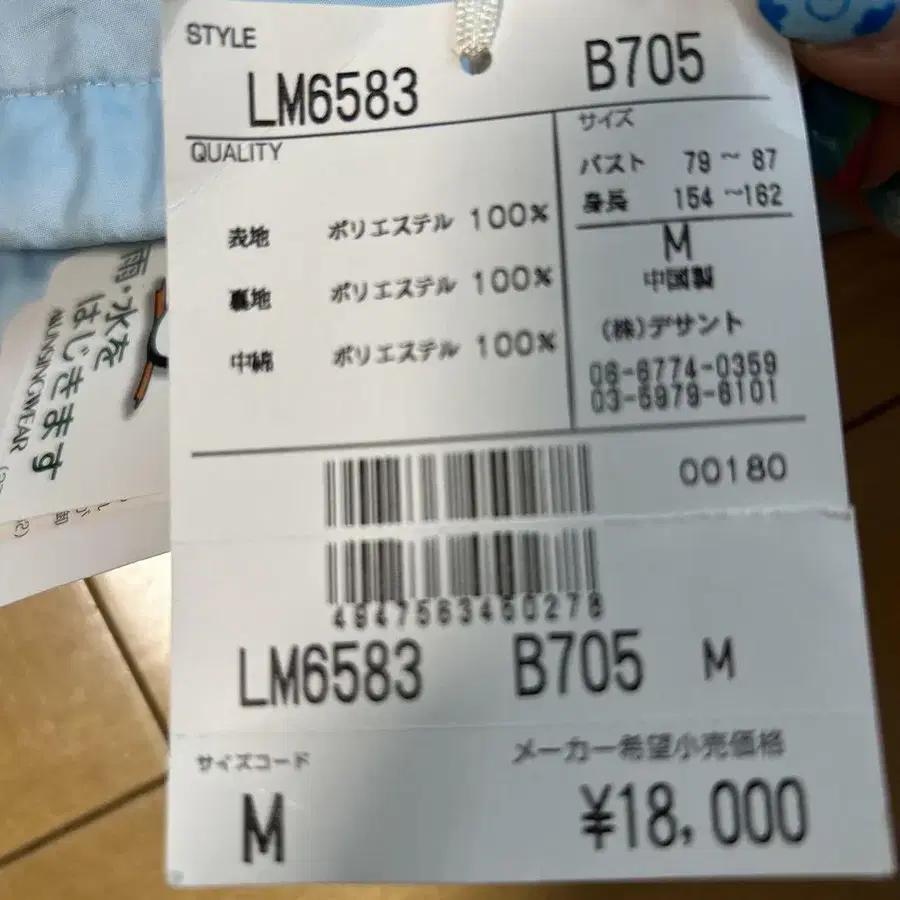 STYLE
LM6583 B705
QUALITY
サイズ
バスト 79～87
身長 154～162
M
中国製
(株)デサント
06-6774-0359
03-5979-6101
表地 ポリエステル 100%
裏地 ポリエステル 100%
中綿 ポリエステル 100%
00180
LM6583 B705 M
サイズコード
M
メーカー希望小売価格
¥18,000
雨・水を
はじきます
MUNSINGWEAR